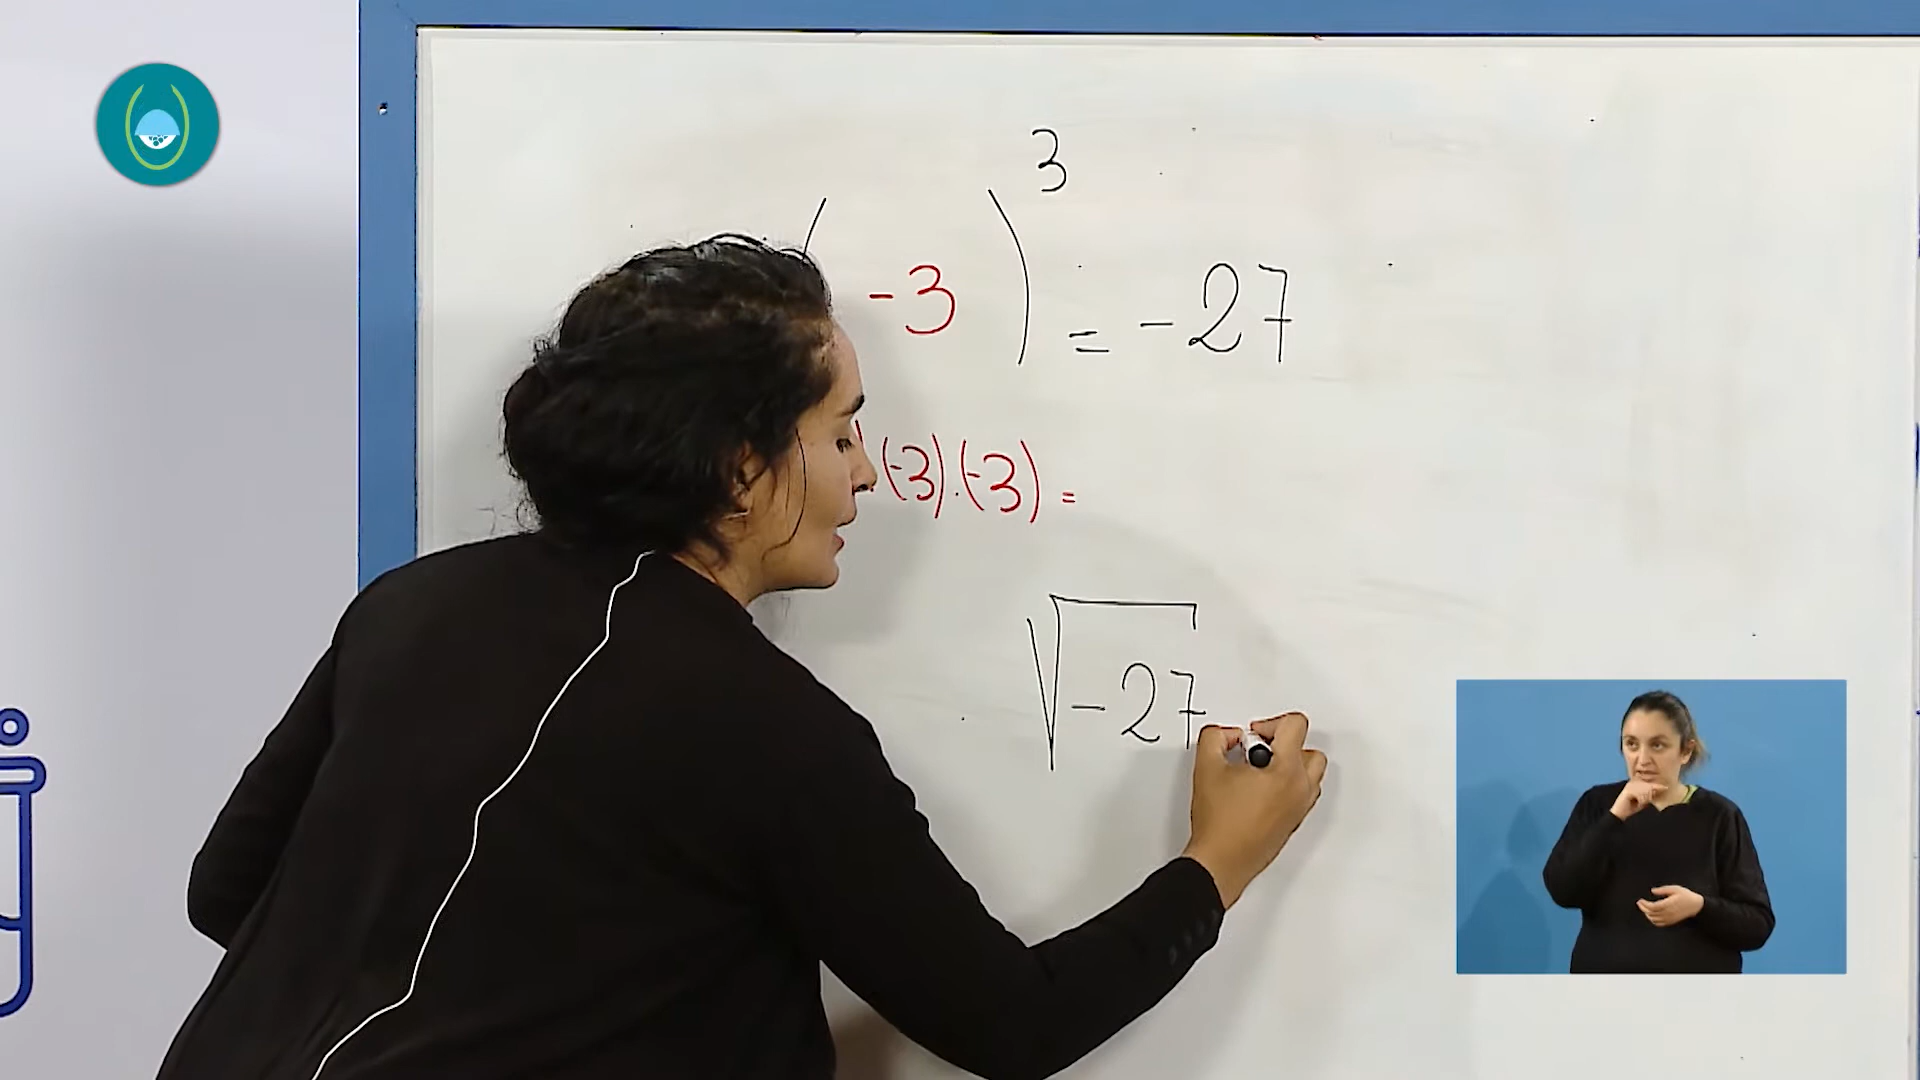 ( -3 )³ = -27
.(-3).(-3) =
√-27